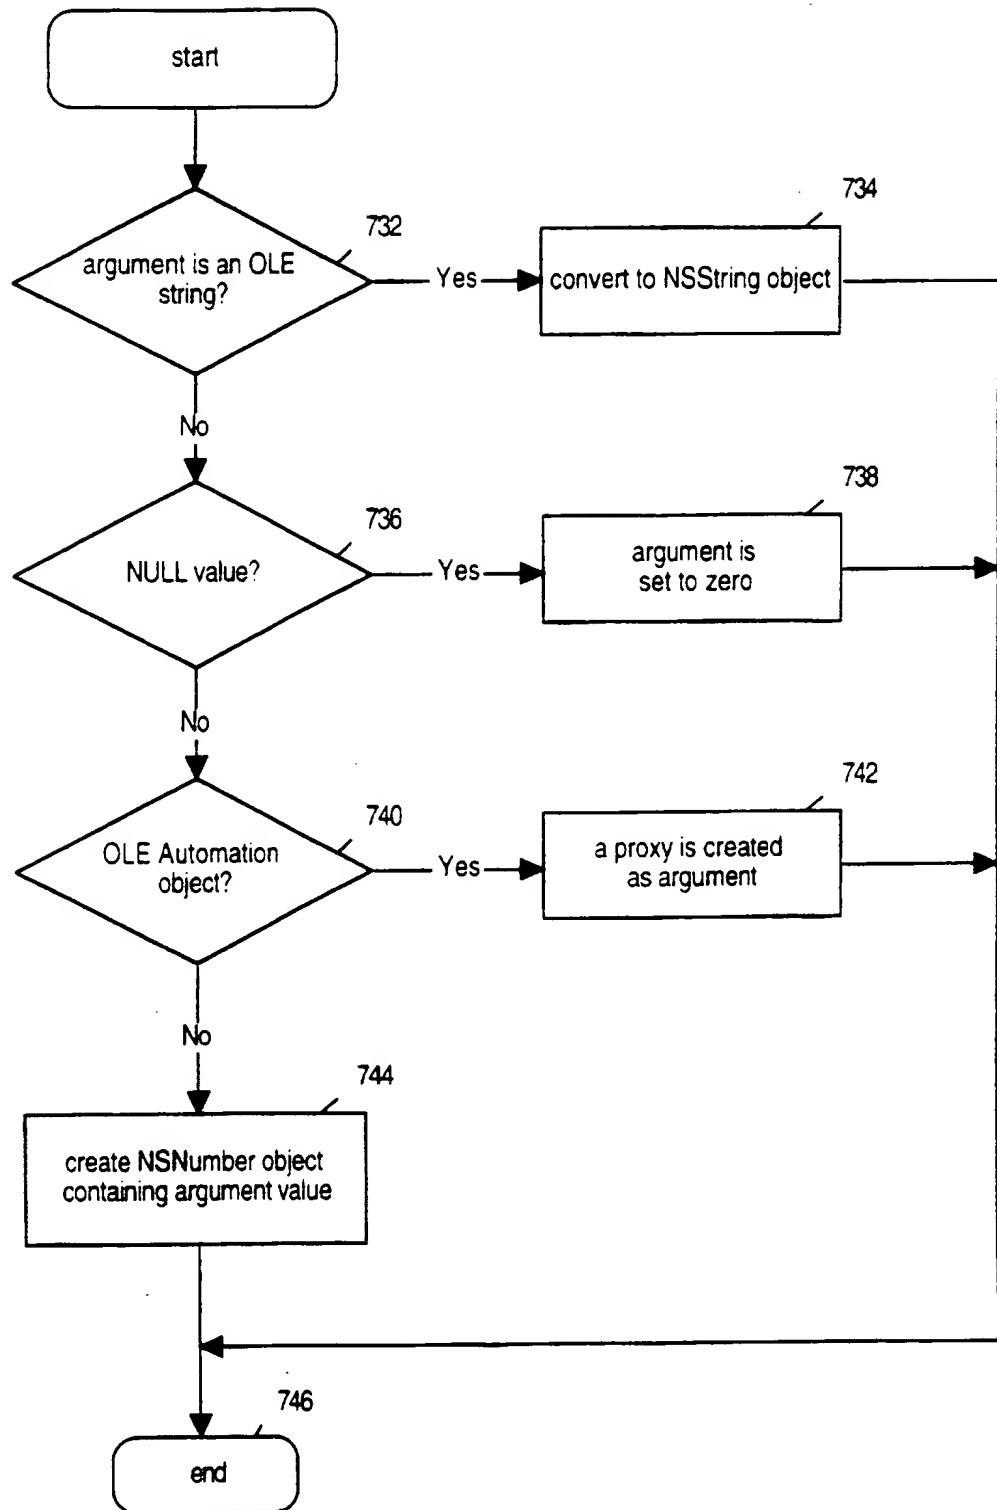 start
732
argument is an OLE
string?
Yes
734
convert to NSString object
No
736
NULL value?
Yes
738
argument is
set to zero
No
740
OLE Automation
object?
Yes
742
a proxy is created
as argument
No
744
create NSNumber object
containing argument value
746
end